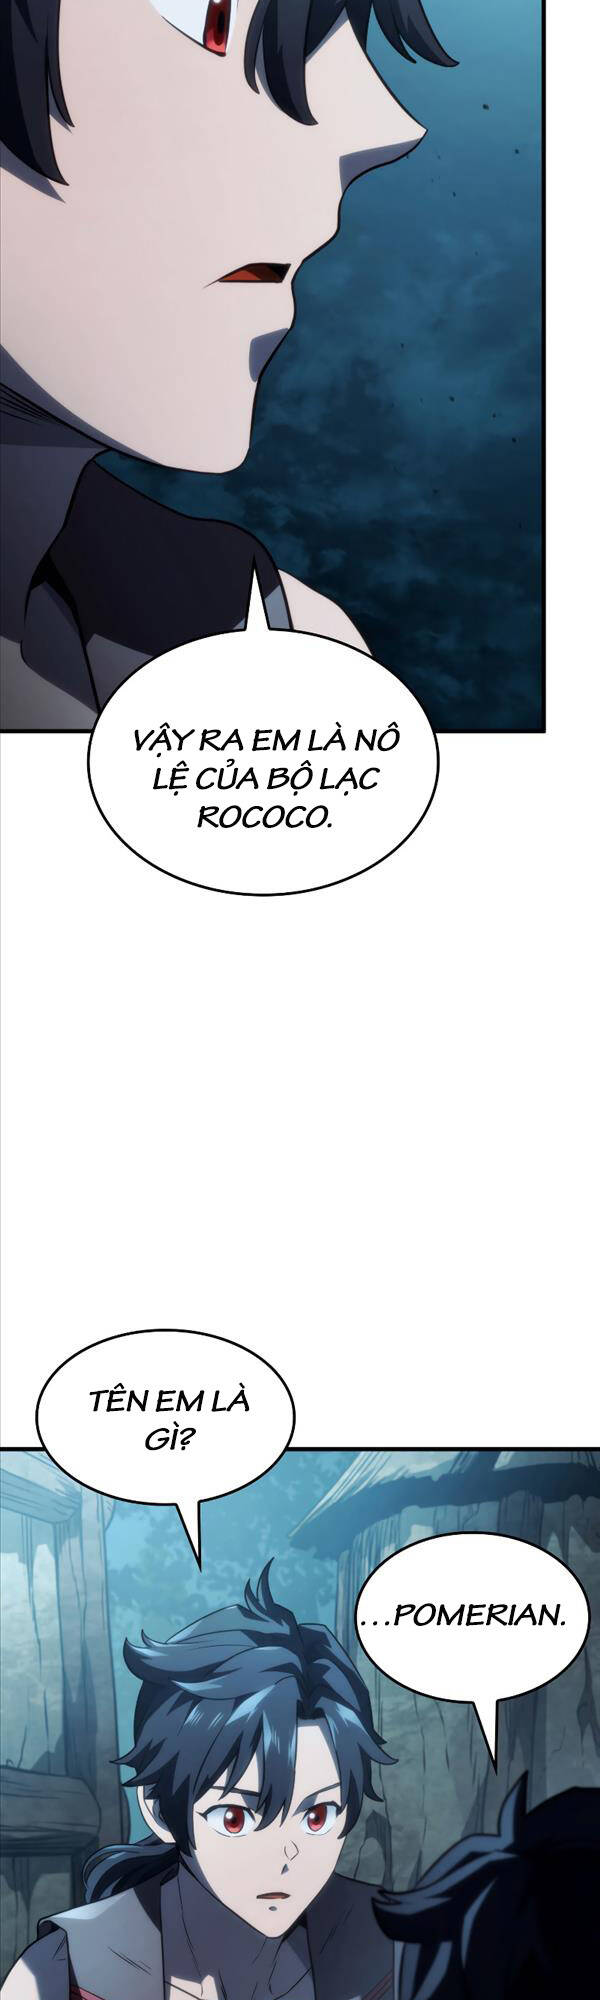 VẬY RA EM LÀ NÔ
LỆ CỦA BỘ LẠC
ROCOCO.
TÊN EM LÀ
GÌ?
...POMERIAN.